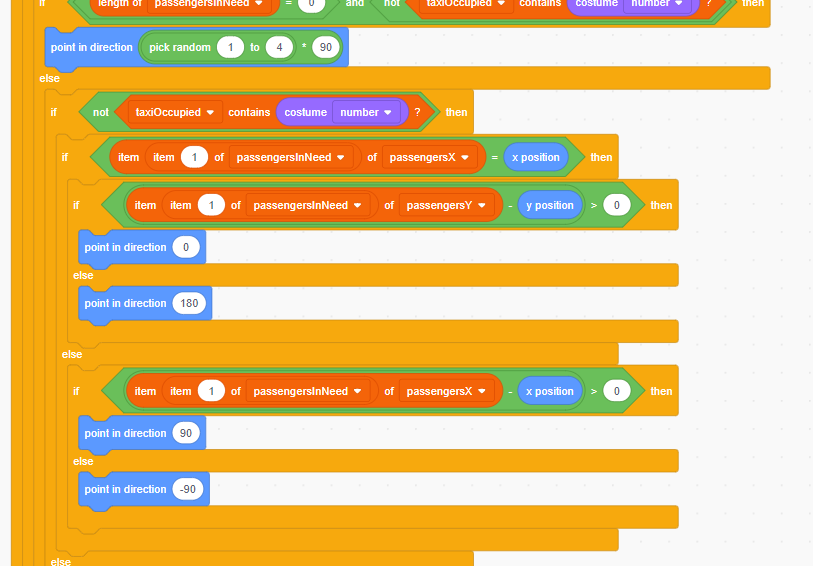 if length of passengersInNeed = 0 and not taxiOccupied contains costume number ? then
point in direction pick random 1 to 4 * 90
else
if not taxiOccupied contains costume number ? then
if item item 1 of passengersInNeed of passengersX = x position then
if item item 1 of passengersInNeed of passengersY - y position > 0 then
point in direction 0
else
point in direction 180
else
if item item 1 of passengersInNeed of passengersX - x position > 0 then
point in direction 90
else
point in direction -90
else